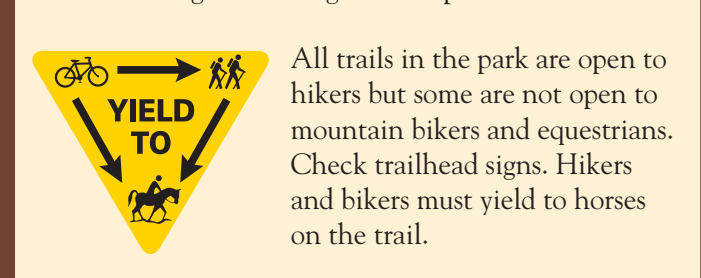 YIELD
TO
All trails in the park are open to
hikers but some are not open to
mountain bikers and equestrians.
Check trailhead signs. Hikers
and bikers must yield to horses
on the trail.